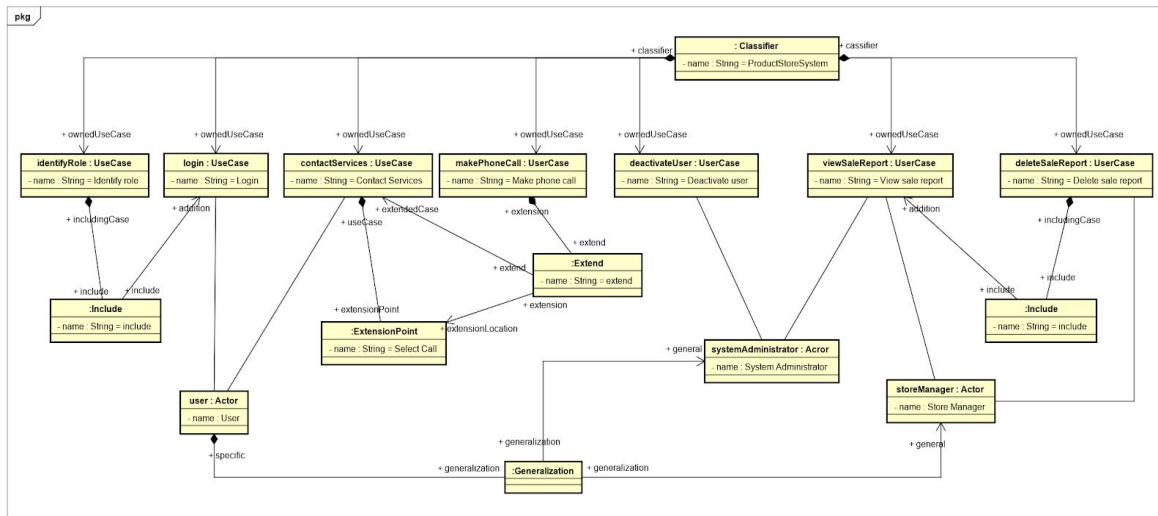 pkg
: Classifier
- name : String = ProductStoreSystem
+ classifier
+ cassifier
+ ownedUseCase
+ ownedUseCase
+ ownedUseCase
+ ownedUseCase
+ ownedUseCase
+ ownedUseCase
+ ownedUseCase
identifyRole : UseCase
- name : String = Identify role
login : UseCase
- name : String = Login
contactServices : UseCase
- name : String = Contact Services
makePhoneCall : UserCase
- name : String = Make phone call
deactivateUser : UserCase
- name : String = Deactivate user
viewSaleReport : UserCase
- name : String = View sale report
deleteSaleReport : UserCase
- name : String = Delete sale report
+ includingCase
+ addition
+ useCase
+ extendedCase
+ extension
+ addition
+ includingCase
+ extend
+ extend
:Extend
- name : String = extend
+ extension
+ include
+ include
:Include
- name : String = include
+ extensionPoint
+ extensionLocation
:ExtensionPoint
- name : String = Select Call
+ include
+ include
:Include
- name : String = include
+ general
systemAdministrator : Acror
- name : System Administrator
storeManager : Actor
- name : Store Manager
+ general
user : Actor
- name : User
+ specific
+ generalization
+ generalization
+ generalization
:Generalization